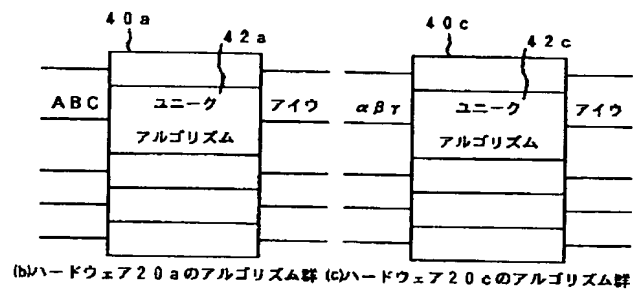 40a 40c
42a 42c
ABC ユニーク アイウ αβγ ユニーク アイウ
アルゴリズム アルゴリズム
(b)ハードウェア20aのアルゴリズム群 (c)ハードウェア20cのアルゴリズム群